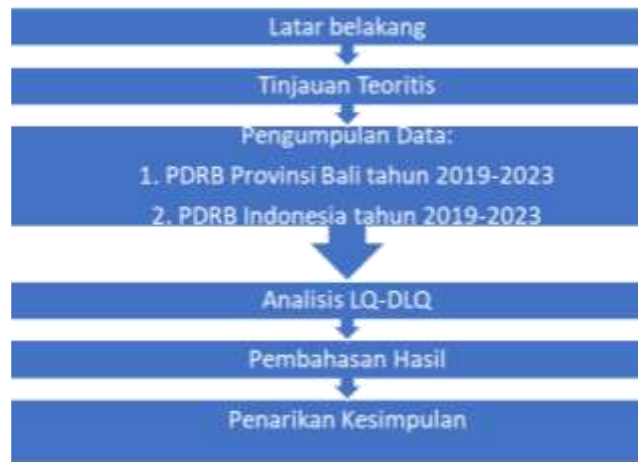 Latar belakang
Tinjauan Teoritis
Pengumpulan Data:
1. PDRB Provinsi Bali tahun 2019-2023
2. PDRB Indonesia tahun 2019-2023
Analisis LQ-DLQ
Pembahasan Hasil
Penarikan Kesimpulan